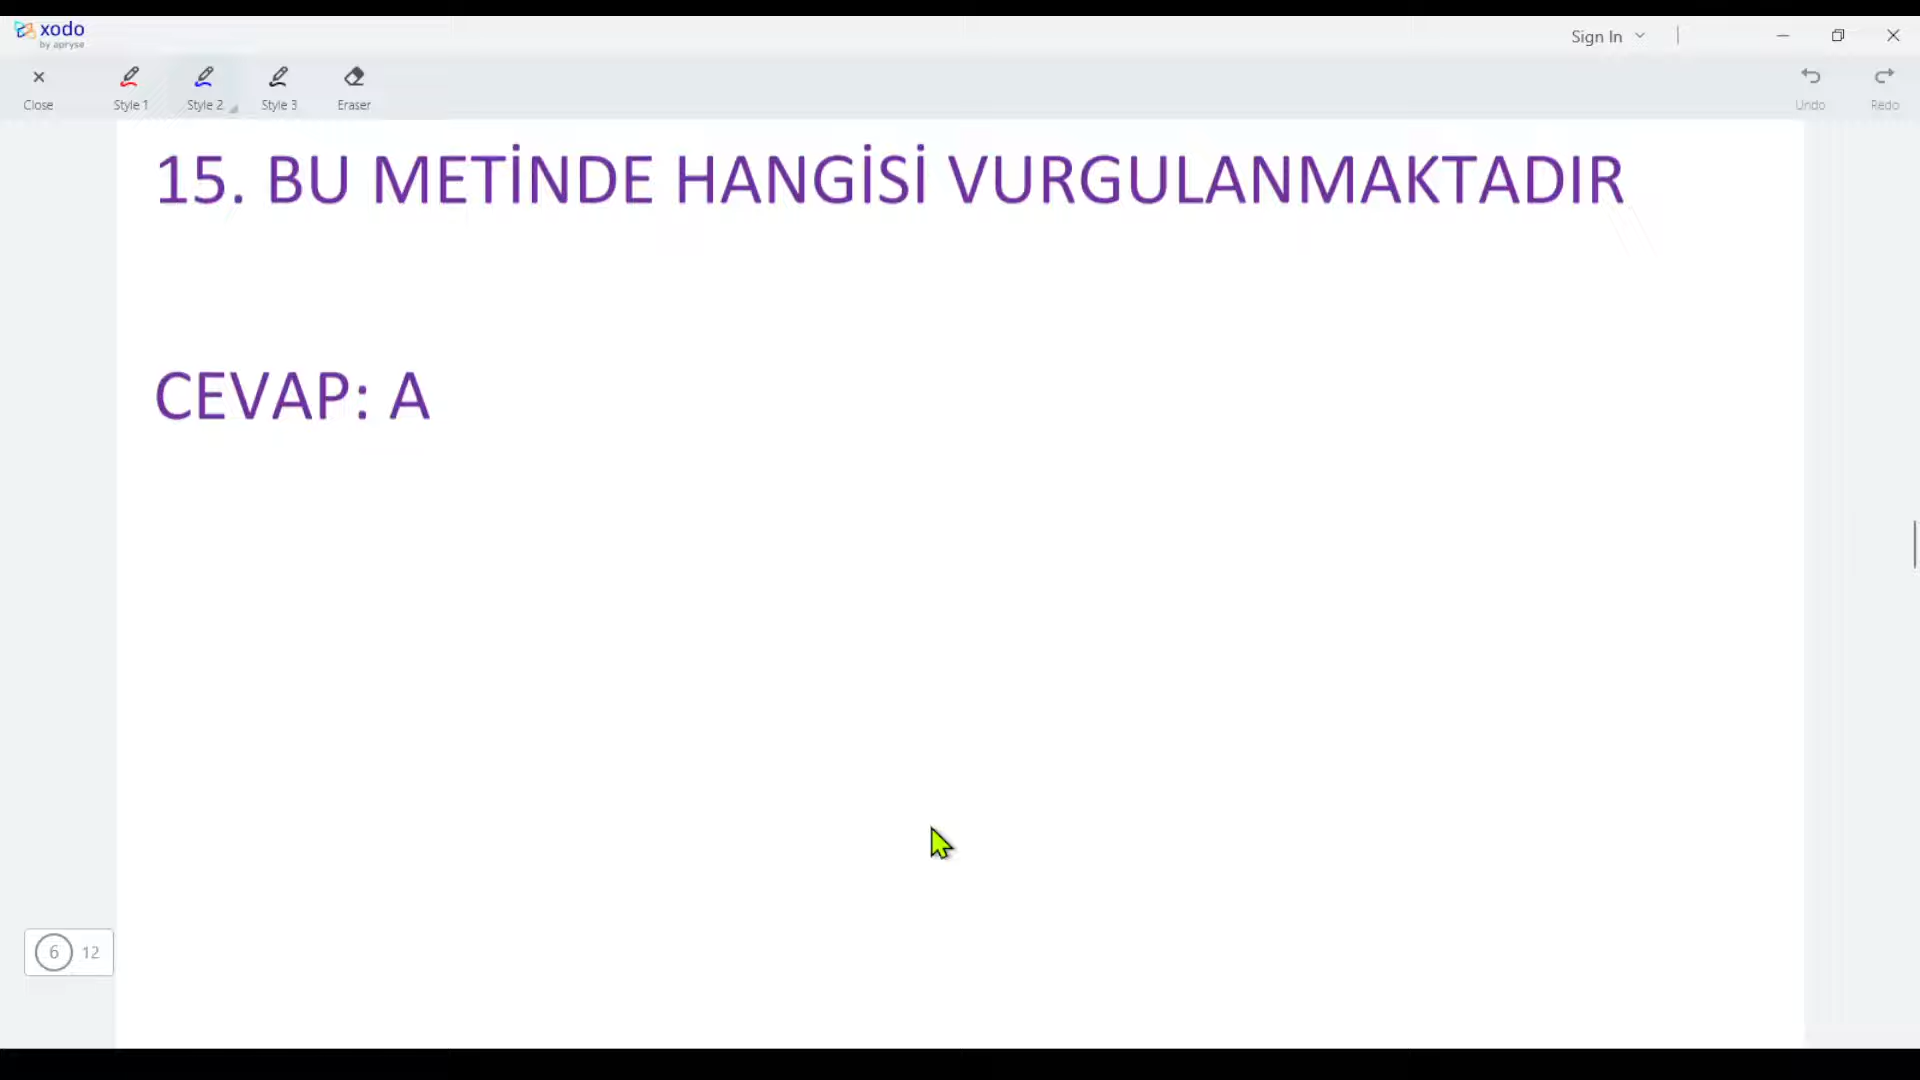 xodo
by apryse
Sign In
Close
Style 1
Style 2
Style 3
Eraser
Undo
Redo
15. BU METİNDE HANGİSİ VURGULANMAKTADIR
CEVAP: A
6 12